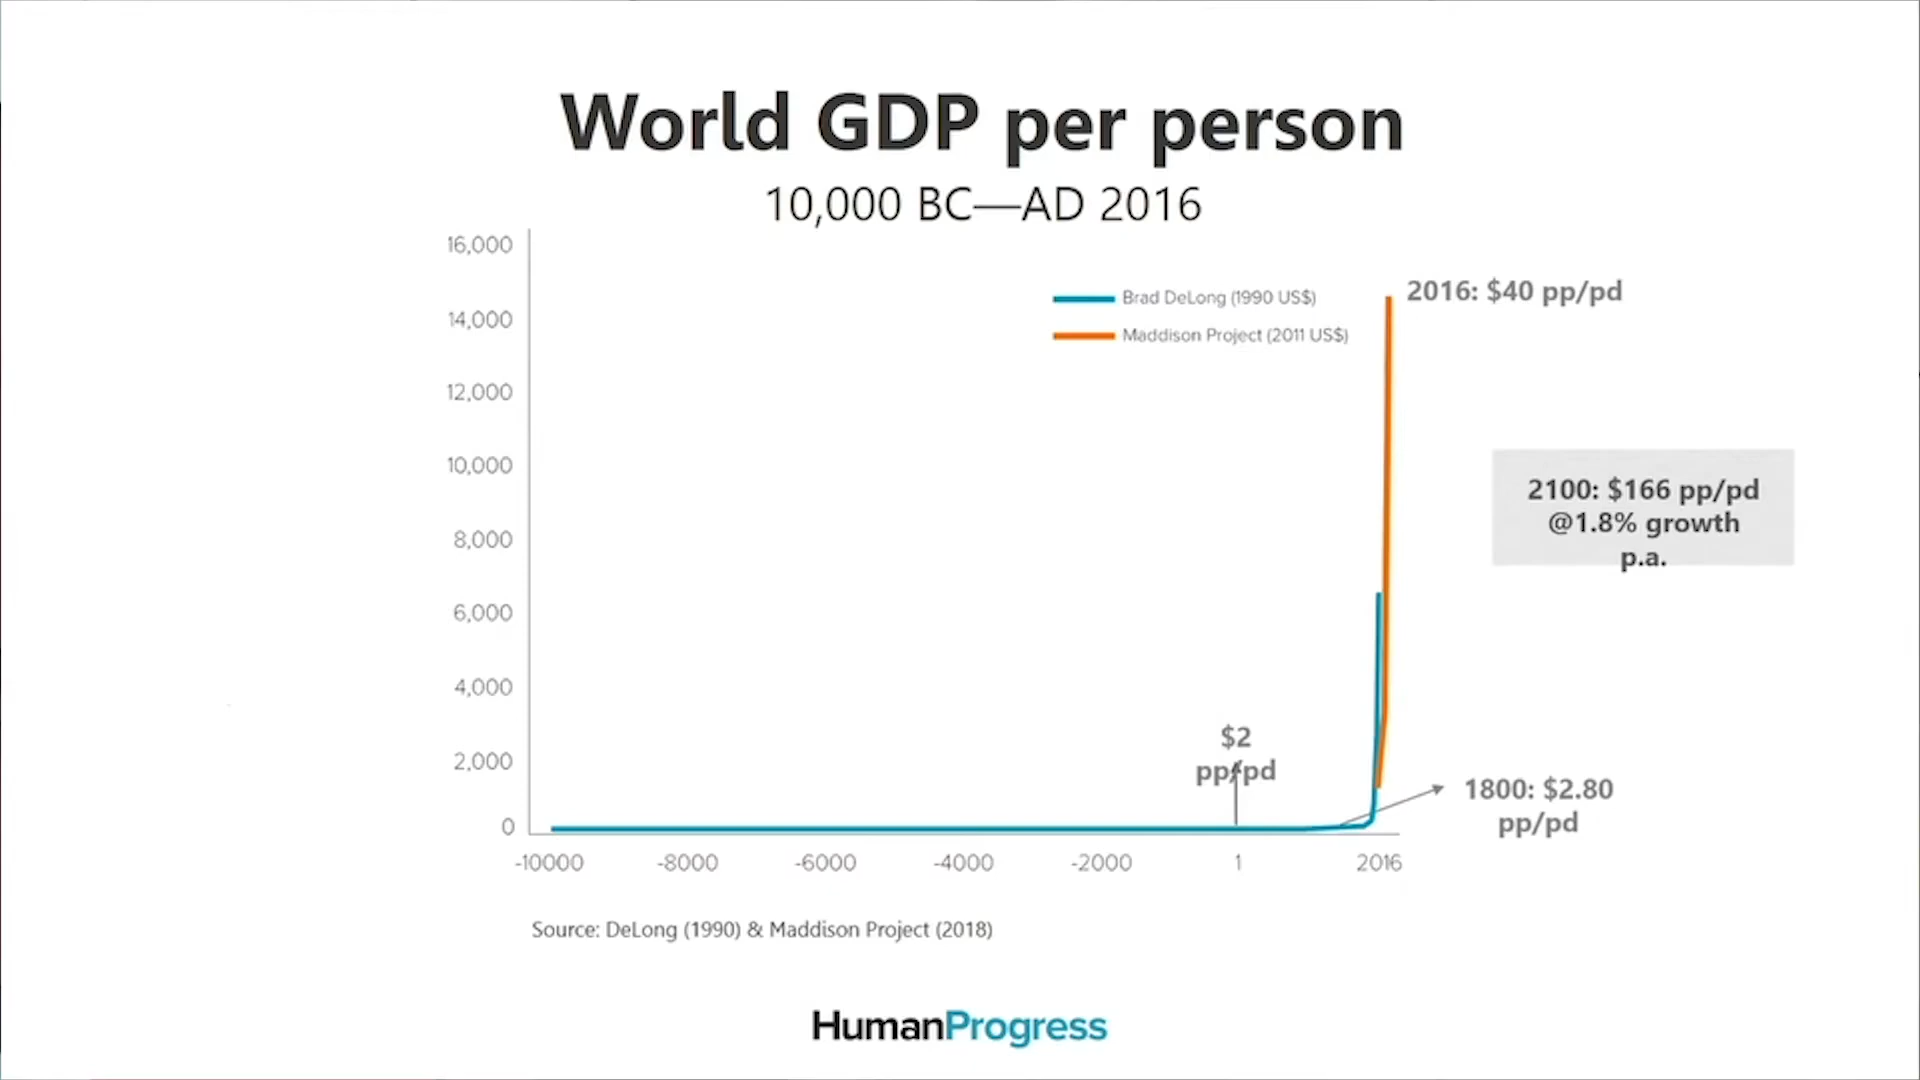 World GDP per person
10,000 BC—AD 2016
16,000
14,000
12,000
10,000
8,000
6,000
4,000
2,000
0
Brad DeLong (1990 US$)
Maddison Project (2011 US$)
2016: $40 pp/pd
2100: $166 pp/pd
@1.8% growth
p.a.
$2
pp/pd
1800: $2.80
pp/pd
-10000
-8000
-6000
-4000
-2000
1
2016
Source: DeLong (1990) & Maddison Project (2018)
HumanProgress